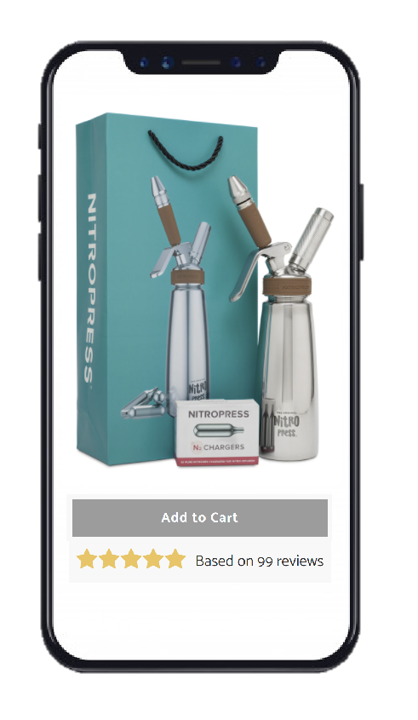 NITROPRESS
NiTRO
PRESS.
NITROPRESS
N₂ CHARGERS
NiTRO
PRESS.
Add to Cart
Based on 99 reviews